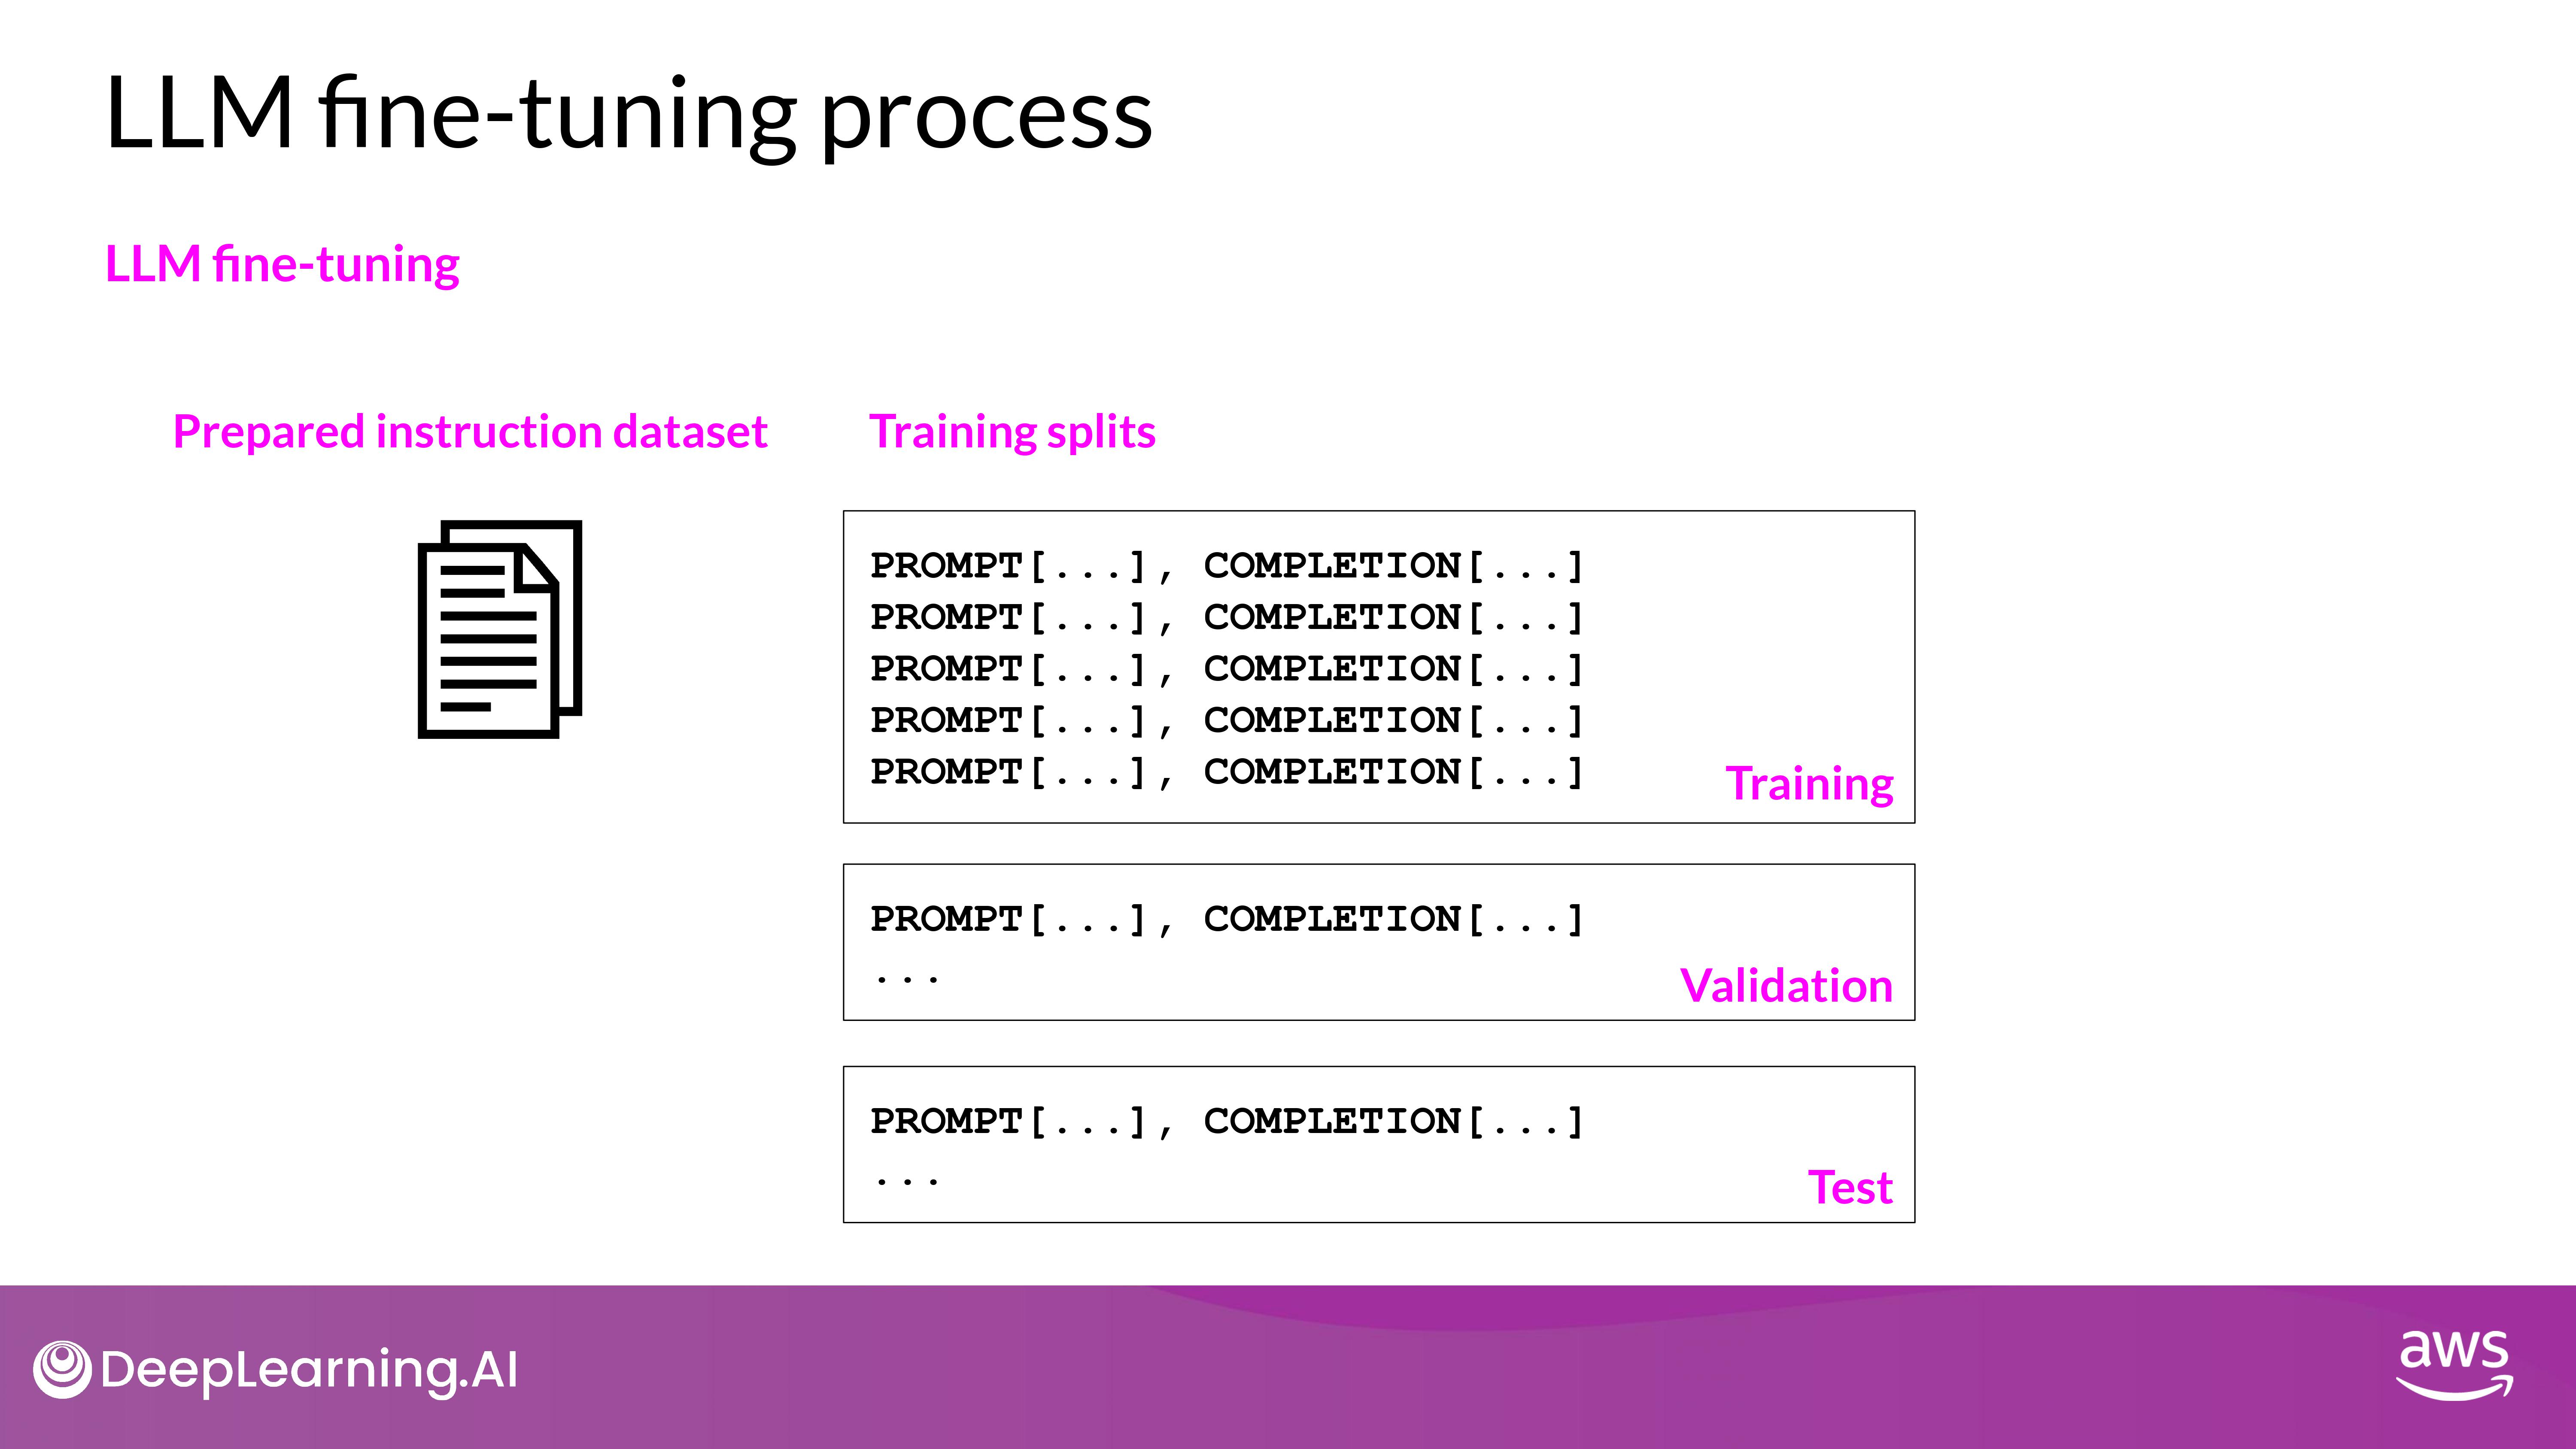 LLM fine-tuning process
LLM fine-tuning
Prepared instruction dataset
Training splits
PROMPT[...], COMPLETION[...]
PROMPT[...], COMPLETION[...]
PROMPT[...], COMPLETION[...]
PROMPT[...], COMPLETION[...]
PROMPT[...], COMPLETION[...]
Training
PROMPT[...], COMPLETION[...]
...
Validation
PROMPT[...], COMPLETION[...]
...
Test
DeepLearning.AI
aws